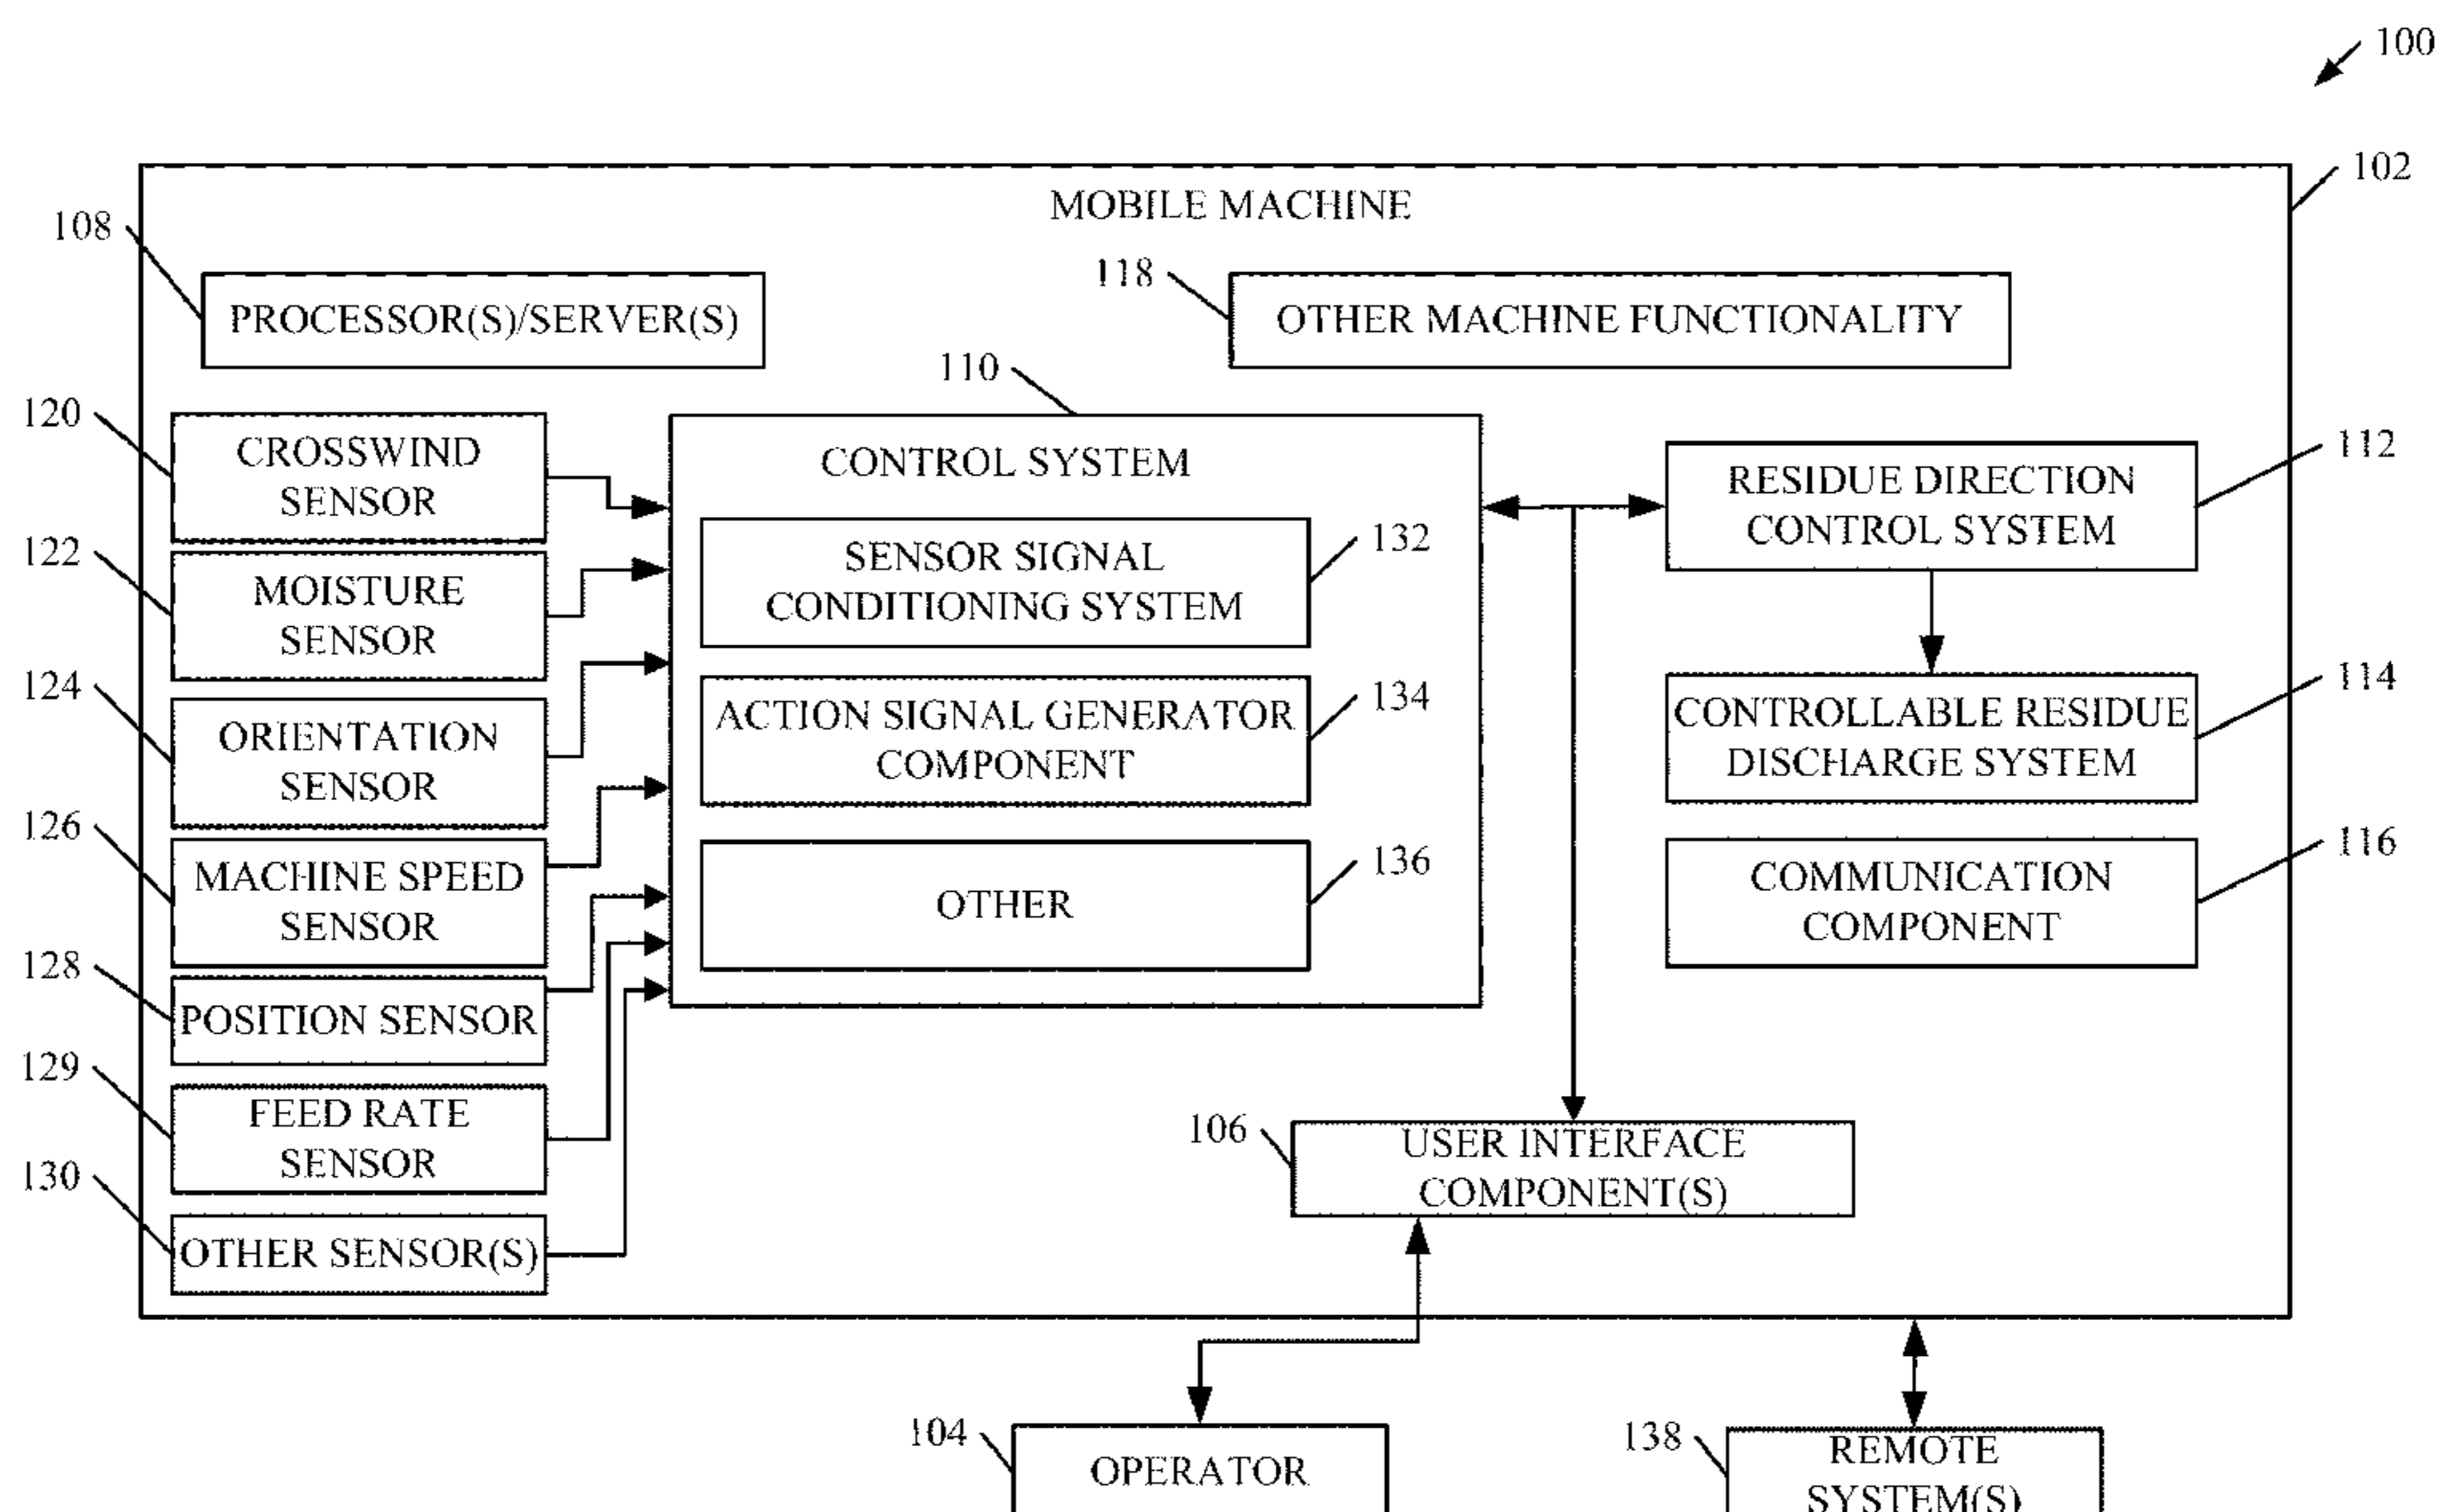 100
102
MOBILE MACHINE
108
PROCESSOR(S)/SERVER(S)
118
OTHER MACHINE FUNCTIONALITY
110
120
CROSSWIND
SENSOR
122
MOISTURE
SENSOR
124
ORIENTATION
SENSOR
126
MACHINE SPEED
SENSOR
128
POSITION SENSOR
129
FEED RATE
SENSOR
130
OTHER SENSOR(S)
CONTROL SYSTEM
SENSOR SIGNAL
CONDITIONING SYSTEM
132
ACTION SIGNAL GENERATOR
COMPONENT
134
OTHER
136
RESIDUE DIRECTION
CONTROL SYSTEM
112
CONTROLLABLE RESIDUE
DISCHARGE SYSTEM
114
COMMUNICATION
COMPONENT
116
106
USER INTERFACE
COMPONENT(S)
104
OPERATOR
138
REMOTE
SYSTEM(S)